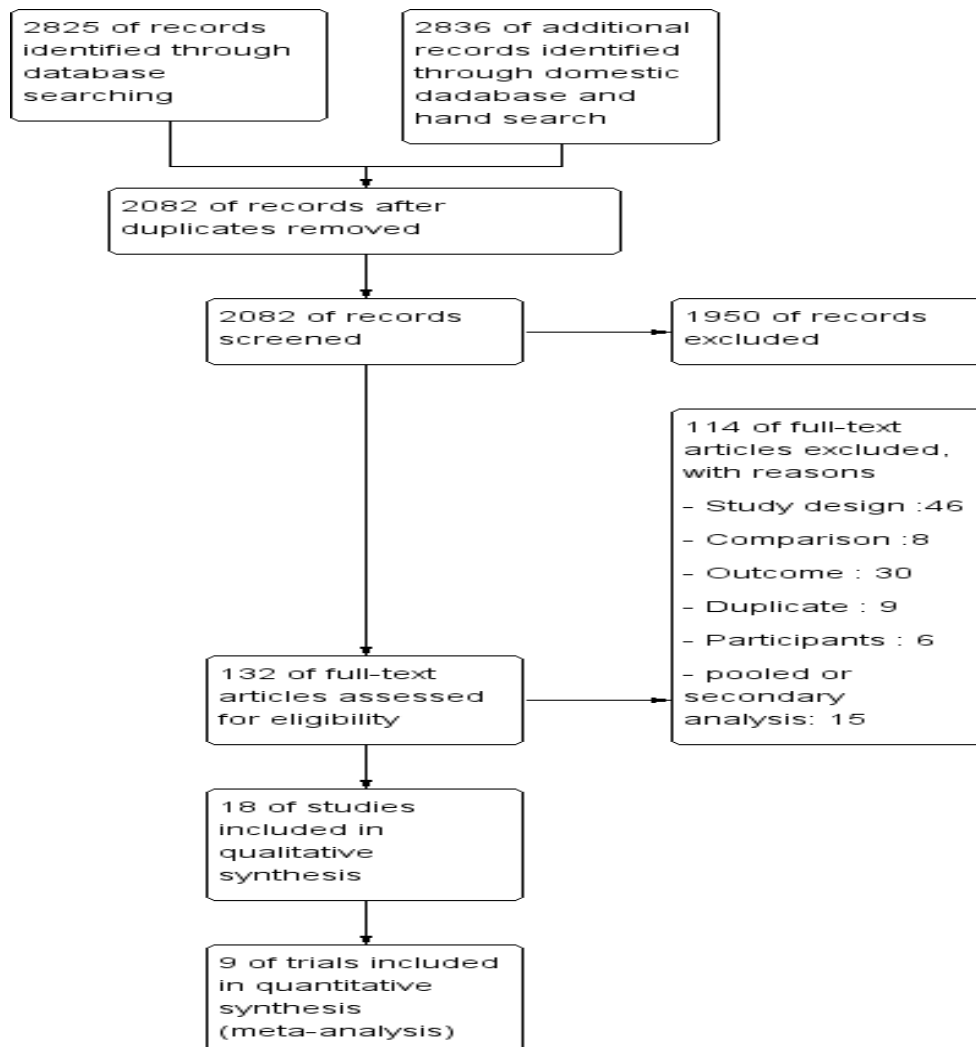 2825 of records
identified through
database
searching
2836 of additional
records identified
through domestic
dadabase and
hand search
2082 of records after
duplicates removed
2082 of records
screened
1950 of records
excluded
114 of full-text
articles excluded,
with reasons
- Study design :46
- Comparison :8
- Outcome : 30
- Duplicate : 9
- Participants : 6
- pooled or
secondary
analysis: 15
132 of full-text
articles assessed
for eligibility
18 of studies
included in
qualitative
synthesis
9 of trials included
in quantitative
synthesis
(meta-analysis)